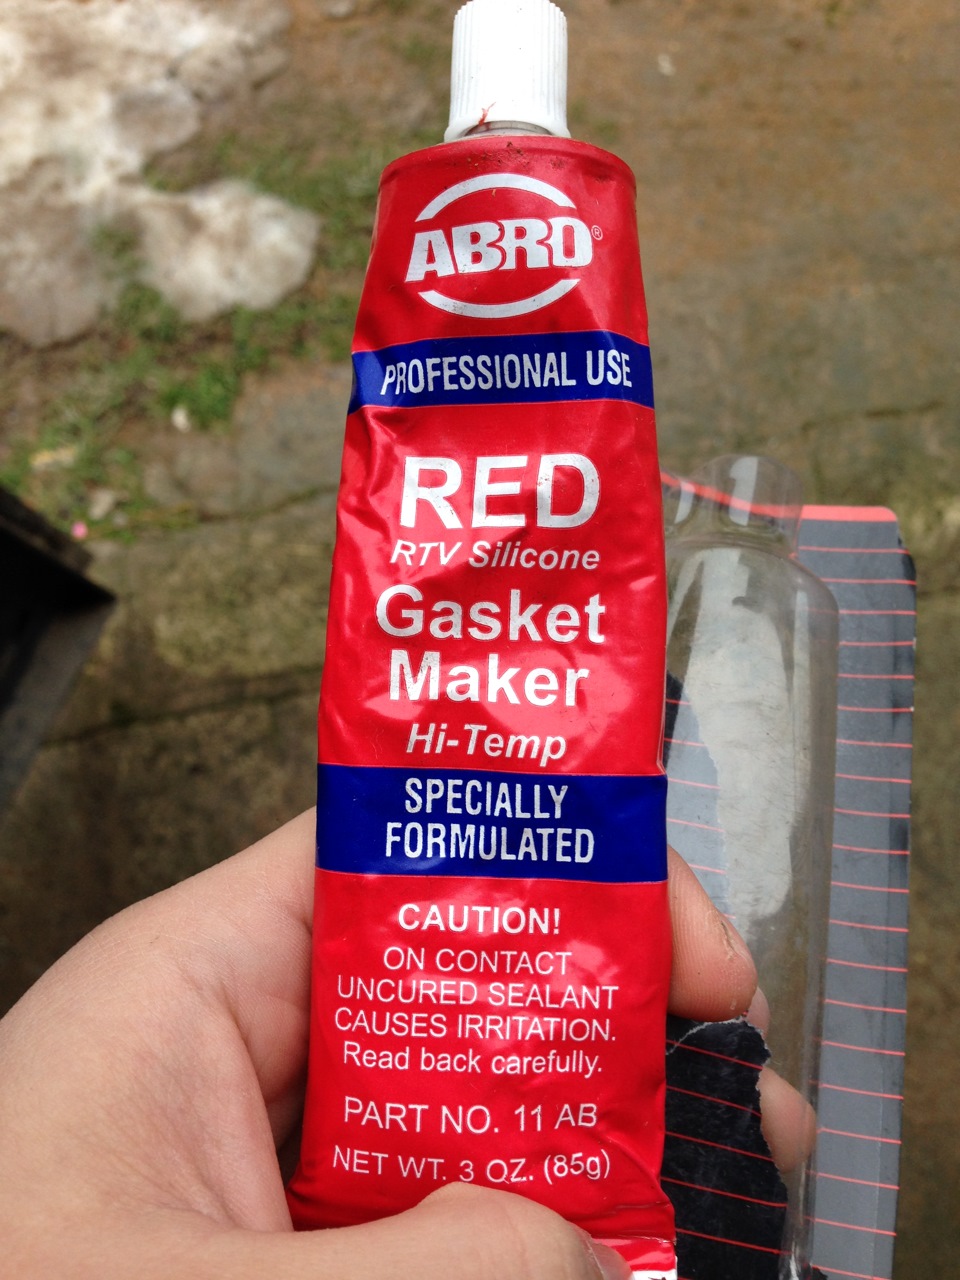 ABRO®
PROFESSIONAL USE
RED
RTV Silicone
Gasket
Maker
Hi-Temp
SPECIALLY
FORMULATED
CAUTION!
ON CONTACT
UNCURED SEALANT
CAUSES IRRITATION.
Read back carefully.
PART NO. 11 AB
NET WT. 3 OZ. (85g)